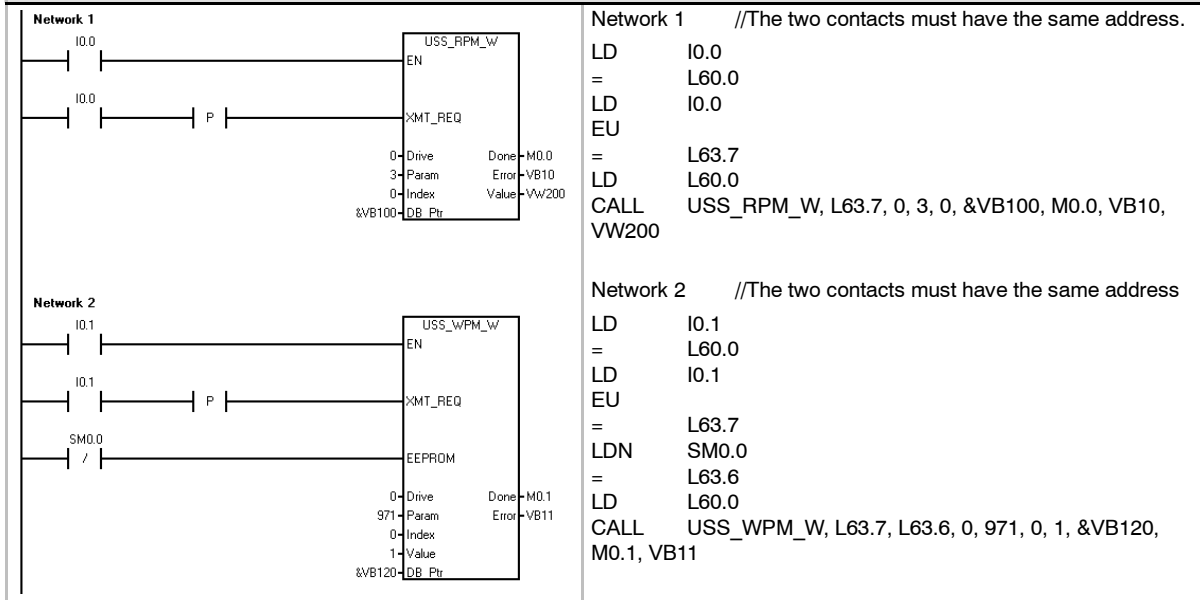 Network 1
I0.0
USS_RPM_W
EN
I0.0
P
XMT_REQ
0 Drive Done M0.0
3 Param Error VB10
0 Index Value VW200
&VB100 DB_Ptr
Network 2
I0.1
USS_WPM_W
EN
I0.1
P
XMT_REQ
SM0.0
/
EEPROM
0 Drive Done M0.1
971 Param Error VB11
0 Index
1 Value
&VB120 DB_Ptr
Network 1 //The two contacts must have the same address.
LD I0.0
= L60.0
LD I0.0
EU
= L63.7
LD L60.0
CALL USS_RPM_W, L63.7, 0, 3, 0, &VB100, M0.0, VB10,
VW200
Network 2 //The two contacts must have the same address
LD I0.1
= L60.0
LD I0.1
EU
= L63.7
LDN SM0.0
= L63.6
LD L60.0
CALL USS_WPM_W, L63.7, L63.6, 0, 971, 0, 1, &VB120,
M0.1, VB11